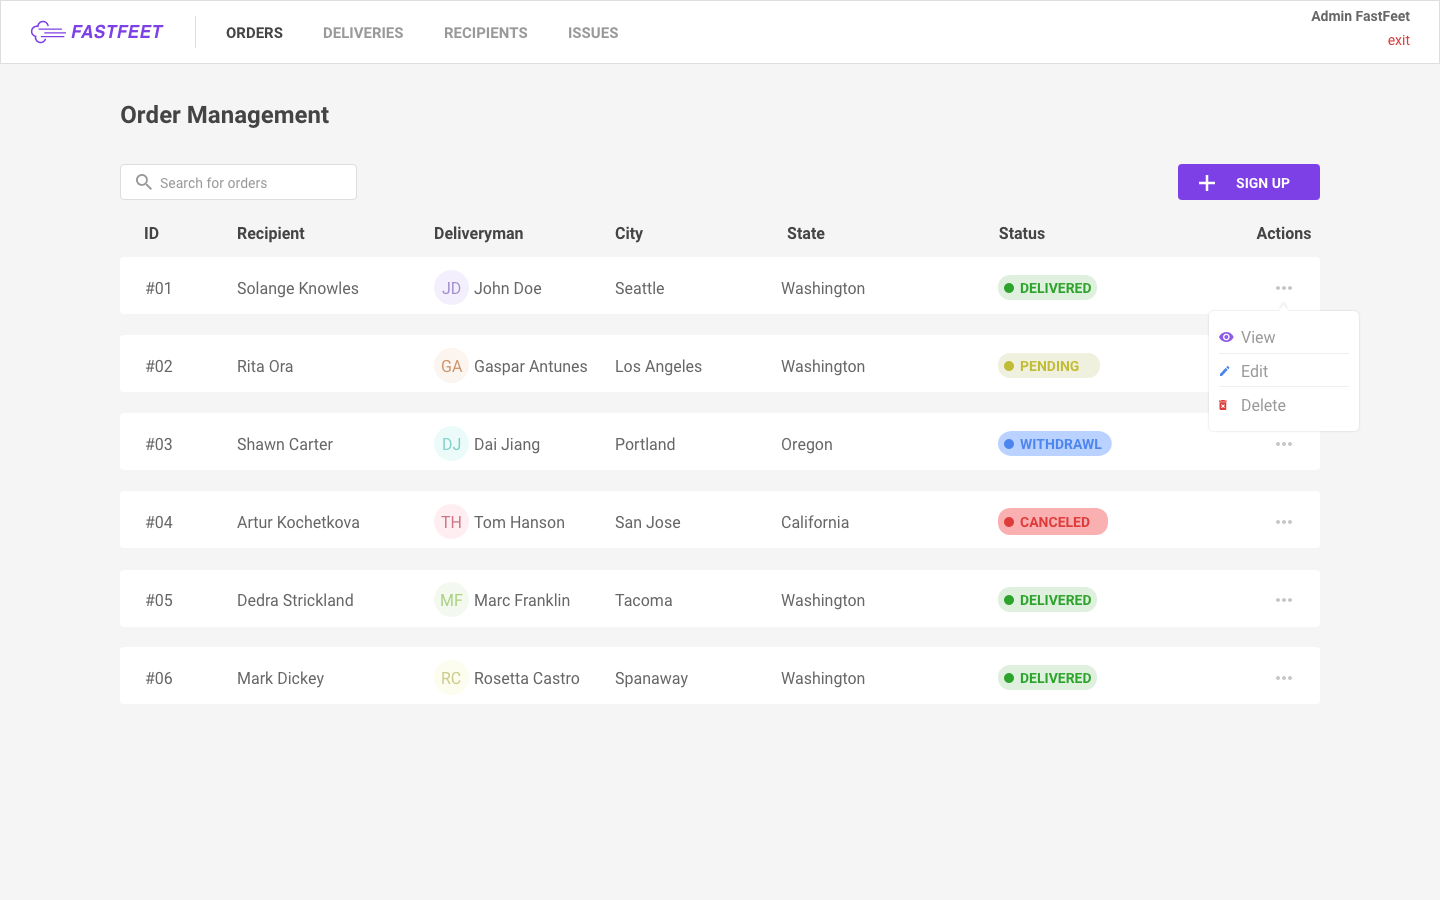 FASTFEET
ORDERS DELIVERIES RECIPIENTS ISSUES
Admin FastFeet
exit
Order Management
Search for orders
SIGN UP
ID Recipient Deliveryman City State Status Actions
#01 Solange Knowles JD John Doe Seattle Washington DELIVERED
View
#02 Rita Ora GA Gaspar Antunes Los Angeles Washington PENDING
Edit
Delete
#03 Shawn Carter DJ Dai Jiang Portland Oregon WITHDRAWL
#04 Artur Kochetkova TH Tom Hanson San Jose California CANCELED
#05 Dedra Strickland MF Marc Franklin Tacoma Washington DELIVERED
#06 Mark Dickey RC Rosetta Castro Spanaway Washington DELIVERED